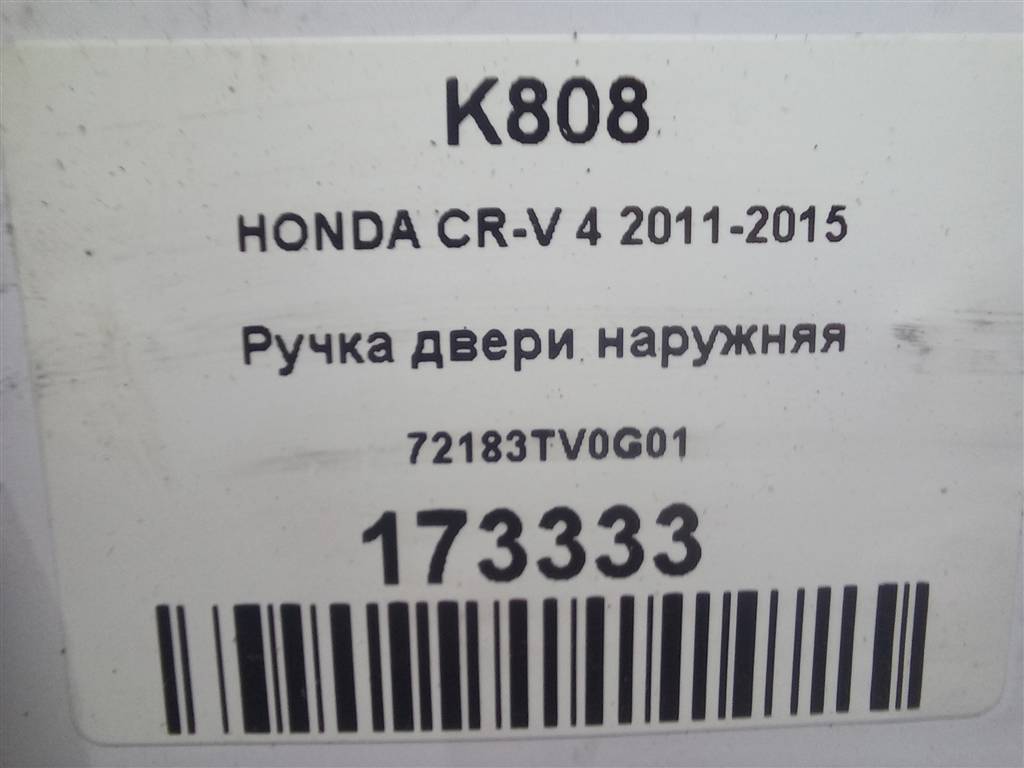 K808
HONDA CR-V 4 2011-2015
Ручка двери наружняя
72183TV0G01
173333